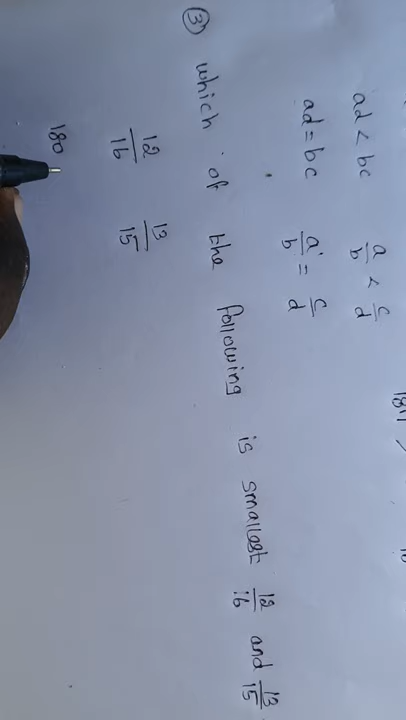 ad < bc    a/b < c/d
ad = bc    a/b = c/d
③ which of the following is smallest 12/16 and 13/15
12/16    13/15
180